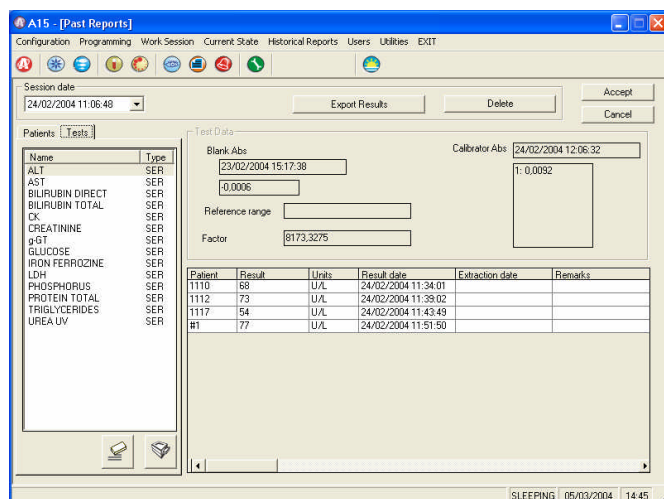 A15 - [Past Reports]
Configuration Programming Work Session Current State Historical Reports Users Utilities EXIT
Session date
24/02/2004 11:06:48
Export Results
Delete
Accept
Cancel
Patients Tests
Name Type
ALT SER
AST SER
BILIRUBIN DIRECT SER
BILIRUBIN TOTAL SER
CK SER
CREATININE SER
g-GT SER
GLUCOSE SER
IRON FERROZINE SER
LDH SER
PHOSPHORUS SER
PROTEIN TOTAL SER
TRIGLYCERIDES SER
UREA UV SER
Test Data
Blank Abs
23/02/2004 15:17:38
-0,0006
Reference range
Factor 8173,3275
Calibrator Abs 24/02/2004 12:06:32
1: 0,0092
Patient Result Units Result date Extraction date Remarks
1110 68 U/L 24/02/2004 11:34:01
1112 73 U/L 24/02/2004 11:39:02
1117 54 U/L 24/02/2004 11:43:49
#1 77 U/L 24/02/2004 11:51:50
SLEEPING 05/03/2004 14:45